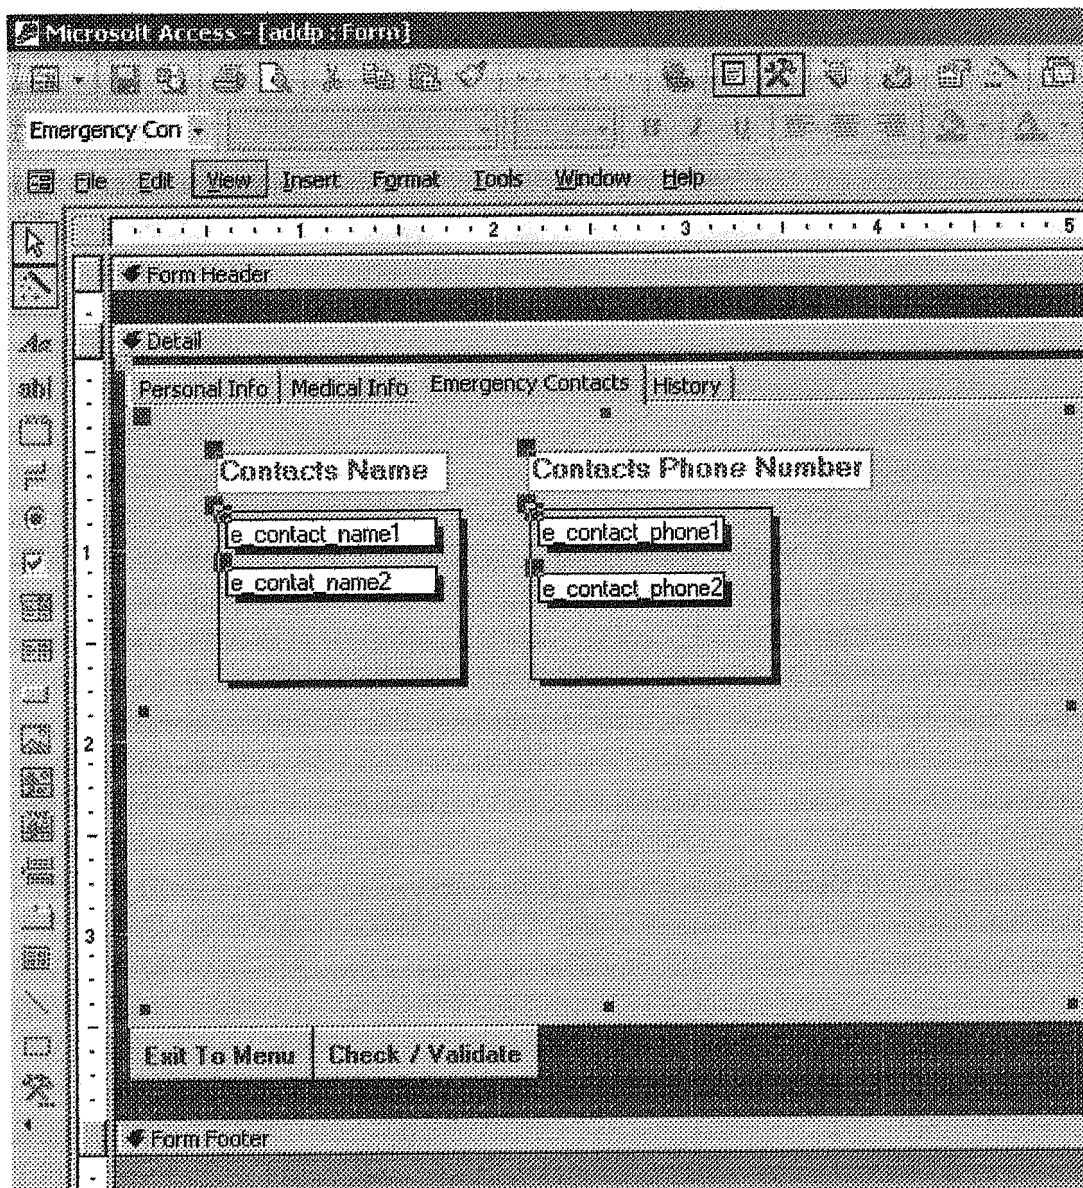 Microsoft Access - [addp : Form]
Emergency Con
B I U
File Edit View Insert Format Tools Window Help
1 2 3 4 5
Form Header
Detail
Aa
ab|
Personal Info Medical Info Emergency Contacts History
Contacts Name Contacts Phone Number
e_contact_name1 e_contact_phone1
e_contat_name2 e_contact_phone2
1
2
3
Exit To Menu Check / Validate
Form Footer